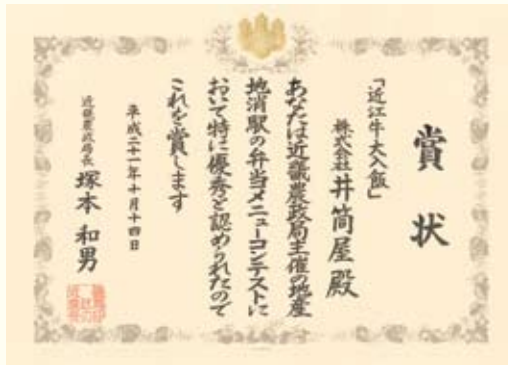 賞状
「近江牛大入飯」
株式会社 井筒屋 殿
あなたは近畿農政局主催の地産
地消駅の弁当メニューコンテストに
おいて特に優秀と認められたので
これを賞します
平成二十一年十月十四日
近畿農政局長 塚本和男